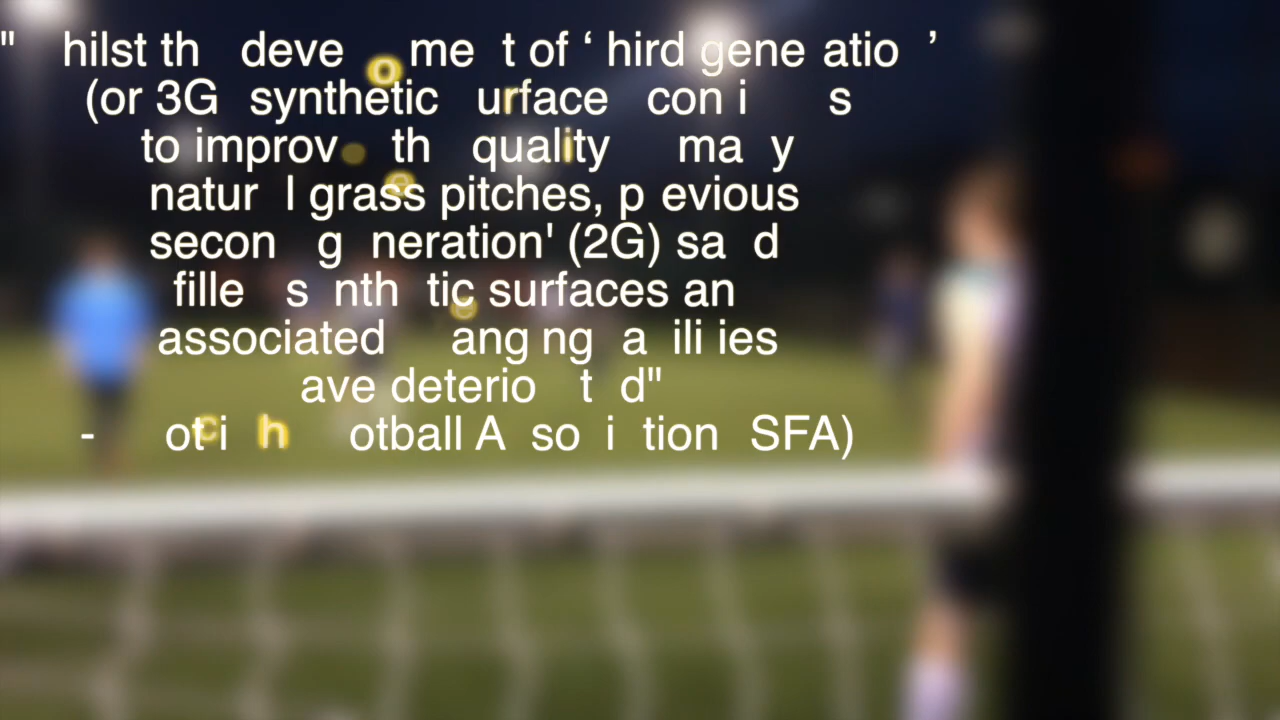 " hilst th deve o me t of ‘ hird gene atio ’
(or 3G synthetic urface con i s
to improv th quality ma y
natur l grass pitches, p evious
secon g neration' (2G) sa d
fille s nth tic surfaces an
associated ang ng a ili ies
ave deterio t d"
- ot i h otball A so i tion SFA)